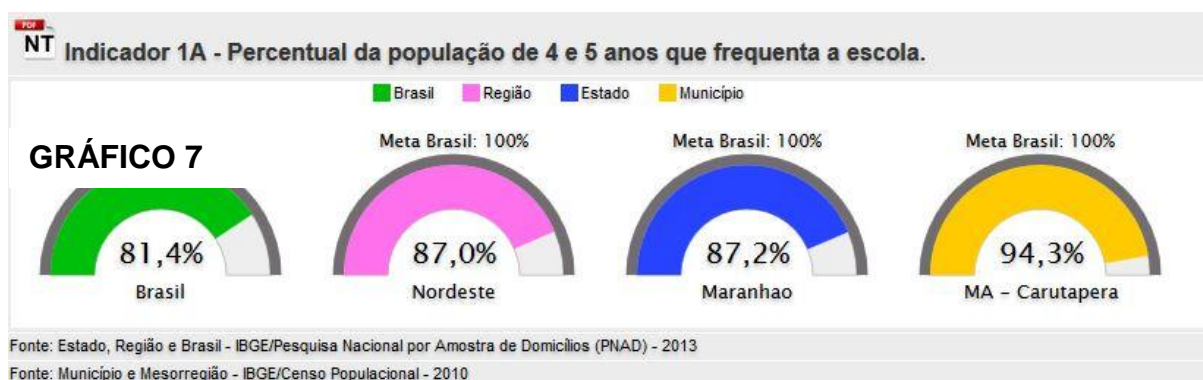 PDF
NT Indicador 1A - Percentual da população de 4 e 5 anos que frequenta a escola.
Brasil Região Estado Município
GRÁFICO 7
Meta Brasil: 100% Meta Brasil: 100% Meta Brasil: 100%
81,4% 87,0% 87,2% 94,3%
Brasil Nordeste Maranhao MA - Carutapera
Fonte: Estado, Região e Brasil - IBGE/Pesquisa Nacional por Amostra de Domicílios (PNAD) - 2013
Fonte: Município e Mesorregião - IBGE/Censo Populacional - 2010